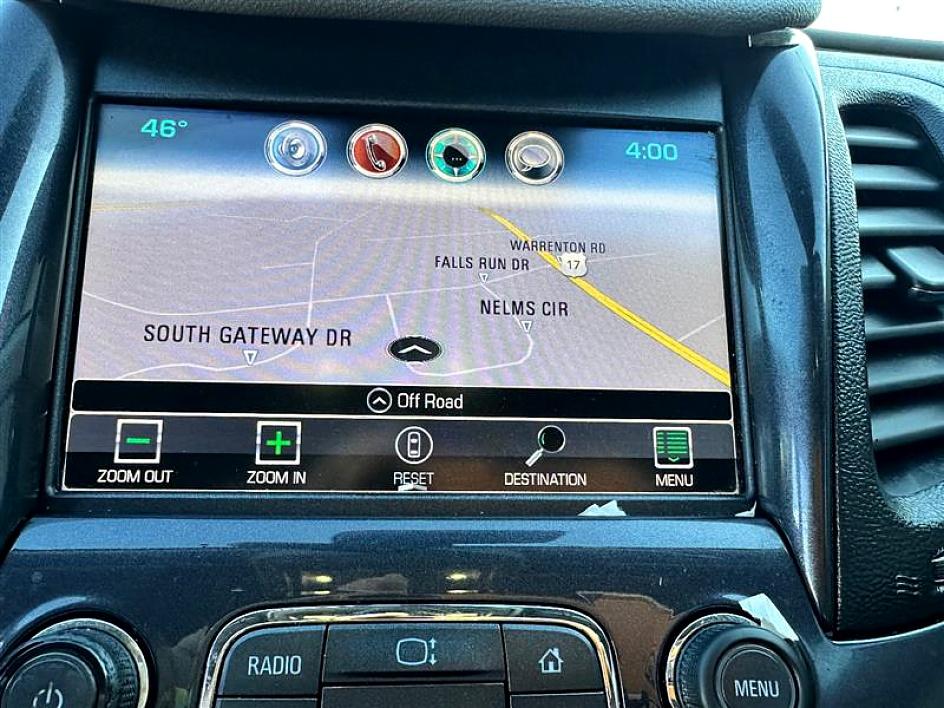 46°
4:00
WARRENTON RD
FALLS RUN DR
17
NELMS CIR
SOUTH GATEWAY DR
Off Road
ZOOM OUT
ZOOM IN
RESET
DESTINATION
MENU
RADIO
MENU